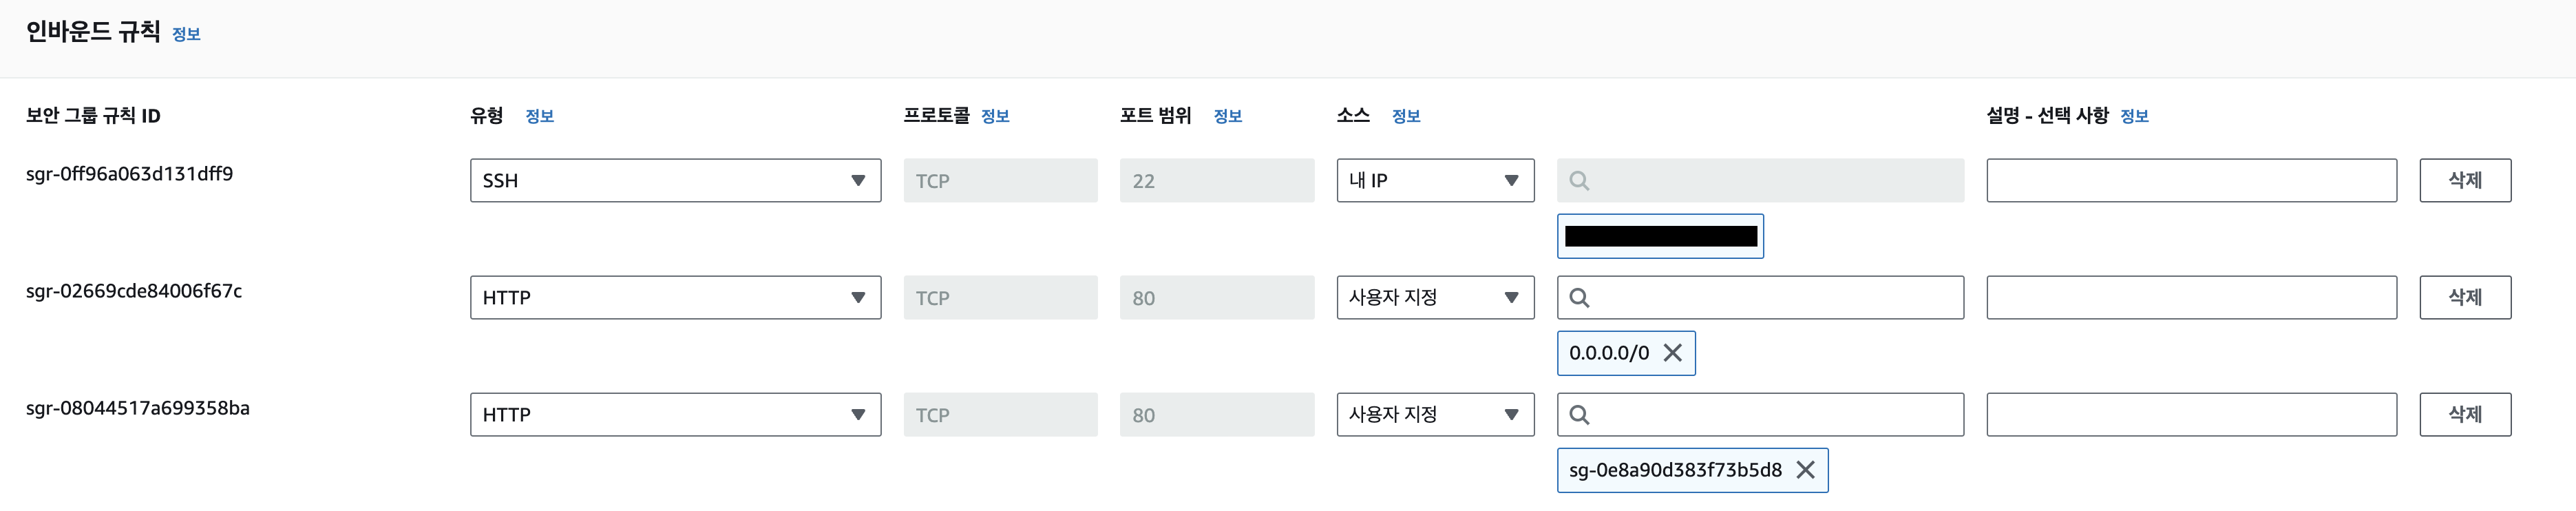 인바운드 규칙 정보
보안 그룹 규칙 ID 유형 정보 프로토콜 정보 포트 범위 정보 소스 정보 설명 - 선택 사항 정보
sgr-0ff96a063d131dff9 SSH TCP 22 내 IP 삭제
sgr-02669cde84006f67c HTTP TCP 80 사용자 지정 삭제
0.0.0.0/0
sgr-08044517a699358ba HTTP TCP 80 사용자 지정 삭제
sg-0e8a90d383f73b5d8